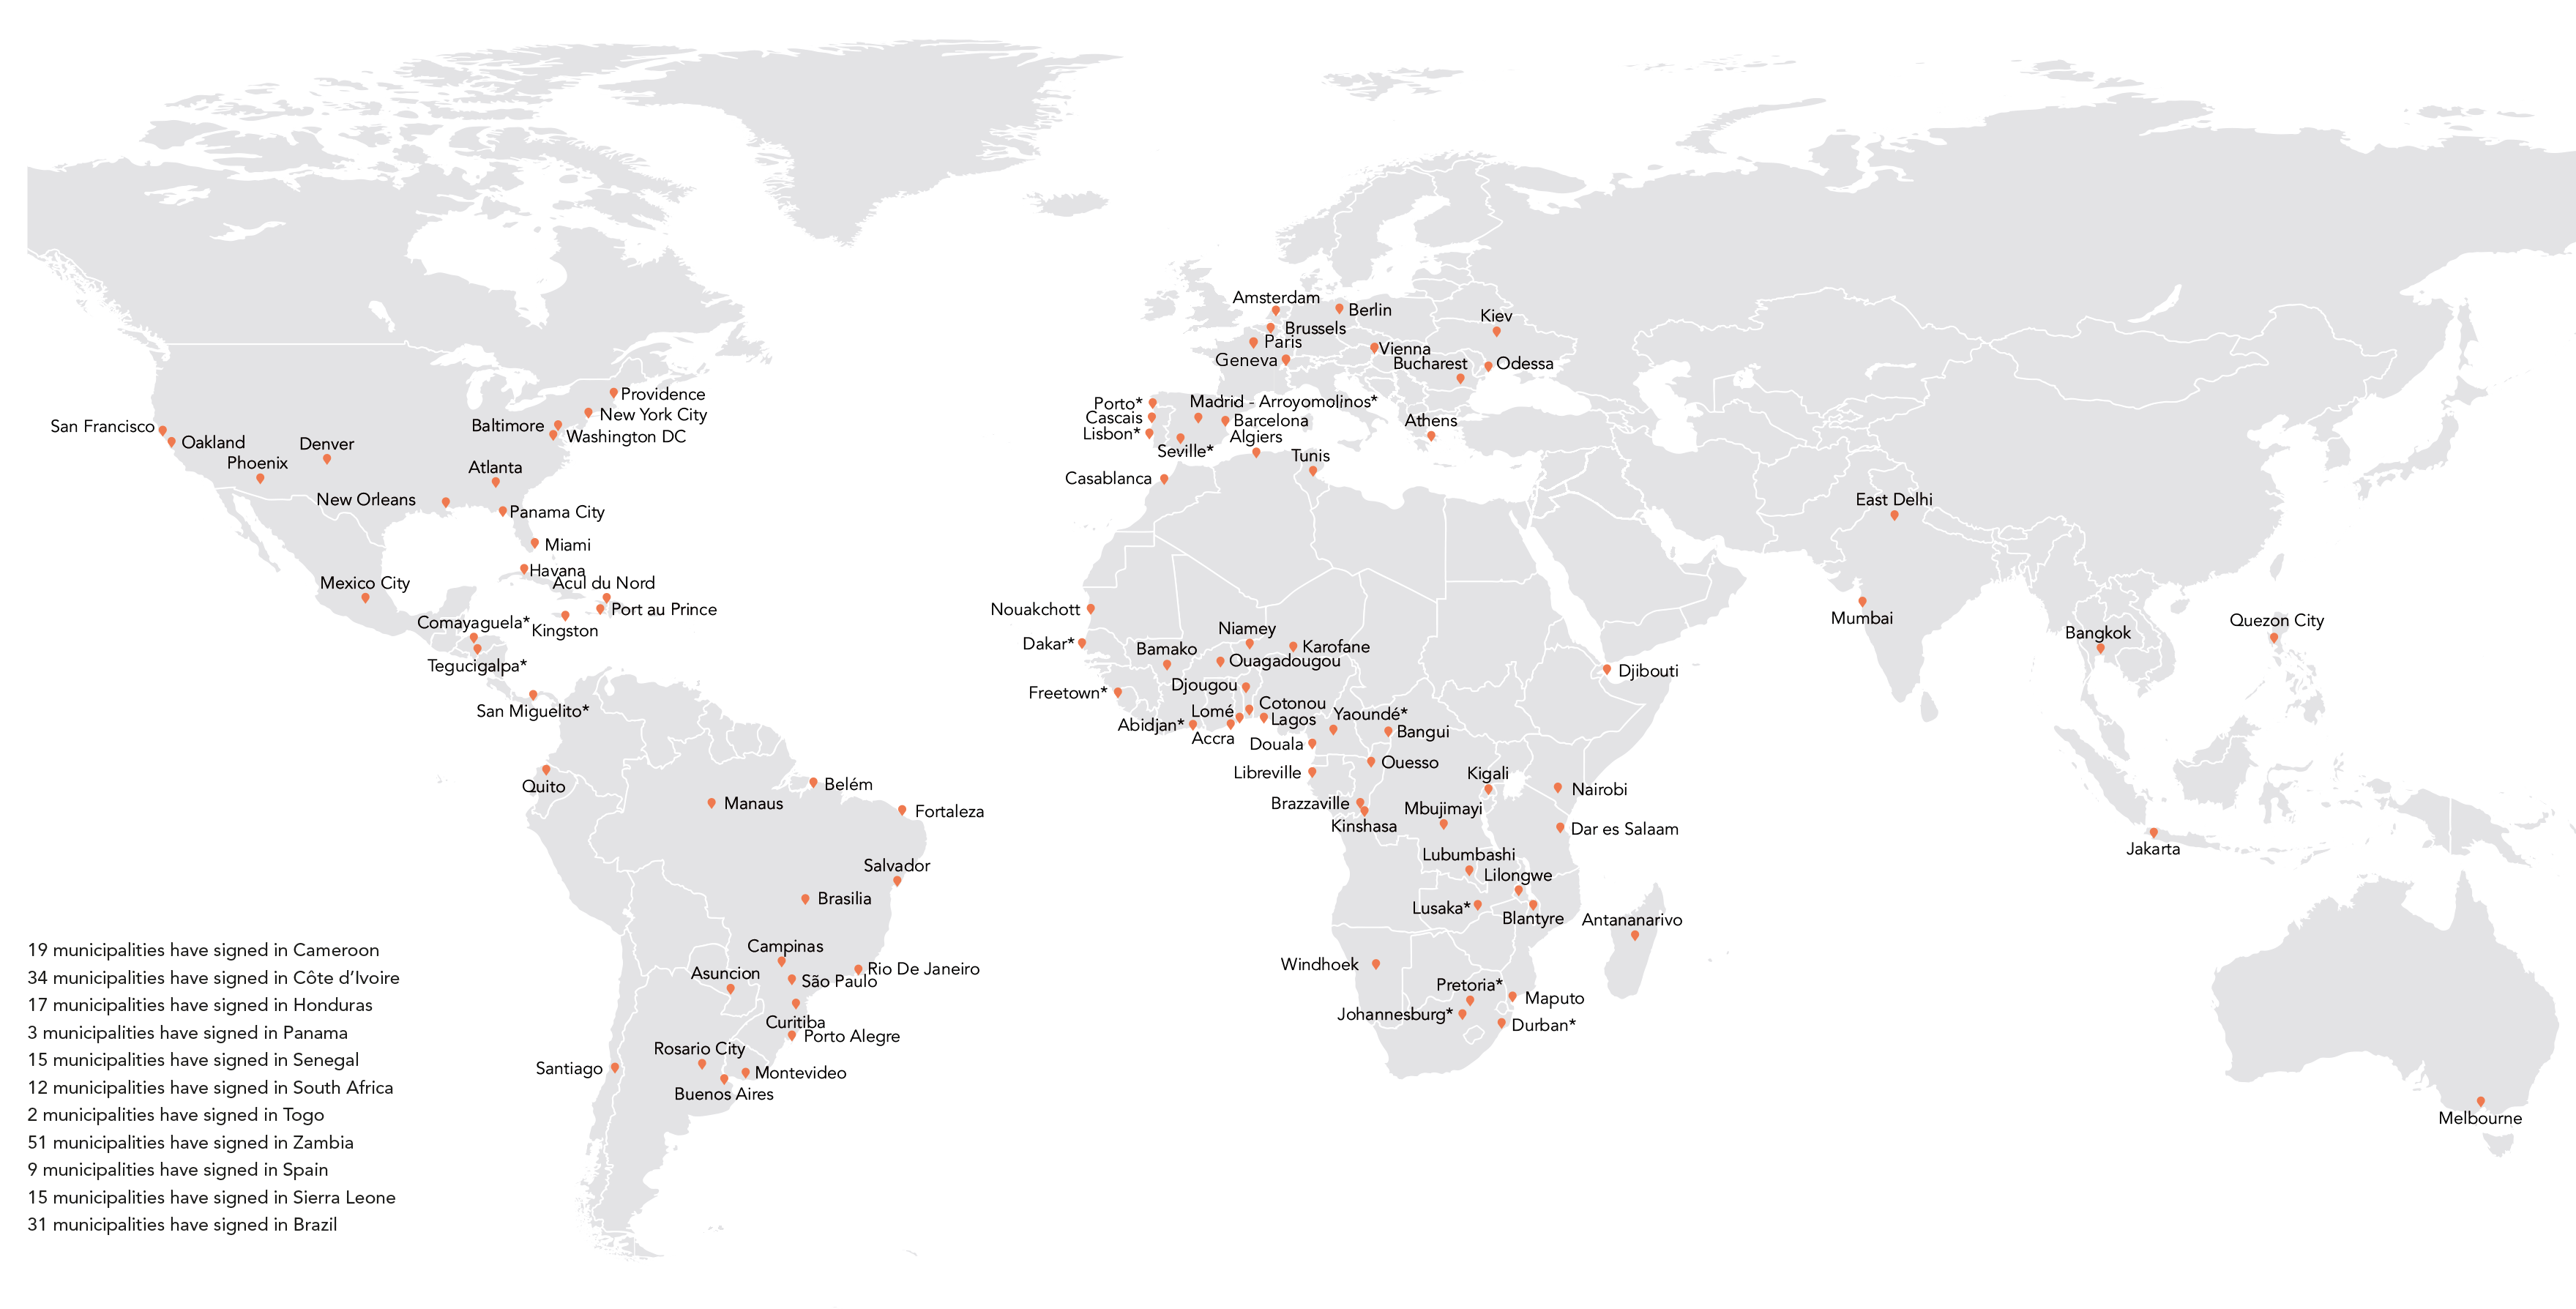 Amsterdam
Berlin
Kiev
Brussels
Paris
Vienna
Geneva
Bucharest
Odessa
Providence
Porto*
Madrid - Arroyomolinos*
New York City
Cascais
Barcelona
Athens
San Francisco
Baltimore
Washington DC
Lisbon*
Algiers
Oakland
Denver
Seville*
Tunis
Phoenix
Atlanta
Casablanca
New Orleans
East Delhi
Panama City
Miami
Havana
Acul du Nord
Mexico City
Port au Prince
Nouakchott
Mumbai
Comayaguela*
Kingston
Niamey
Quezon City
Dakar*
Bamako
Karofane
Bangkok
Tegucigalpa*
Ouagadougou
Djibouti
Djougou
Freetown*
Cotonou
San Miguelito*
Lomé
Lagos
Yaoundé*
Abidjan*
Accra
Bangui
Douala
Ouesso
Libreville
Kigali
Quito
Belém
Nairobi
Manaus
Brazzaville
Mbujimayi
Fortaleza
Kinshasa
Dar es Salaam
Jakarta
Lubumbashi
Salvador
Lilongwe
Brasilia
Lusaka*
Blantyre
Antananarivo
Campinas
Windhoek
Asuncion
Rio De Janeiro
São Paulo
Pretoria*
Maputo
Johannesburg*
Curitiba
Durban*
Porto Alegre
Rosario City
Santiago
Montevideo
Buenos Aires
Melbourne
19 municipalities have signed in Cameroon
34 municipalities have signed in Côte d’Ivoire
17 municipalities have signed in Honduras
3 municipalities have signed in Panama
15 municipalities have signed in Senegal
12 municipalities have signed in South Africa
2 municipalities have signed in Togo
51 municipalities have signed in Zambia
9 municipalities have signed in Spain
15 municipalities have signed in Sierra Leone
31 municipalities have signed in Brazil